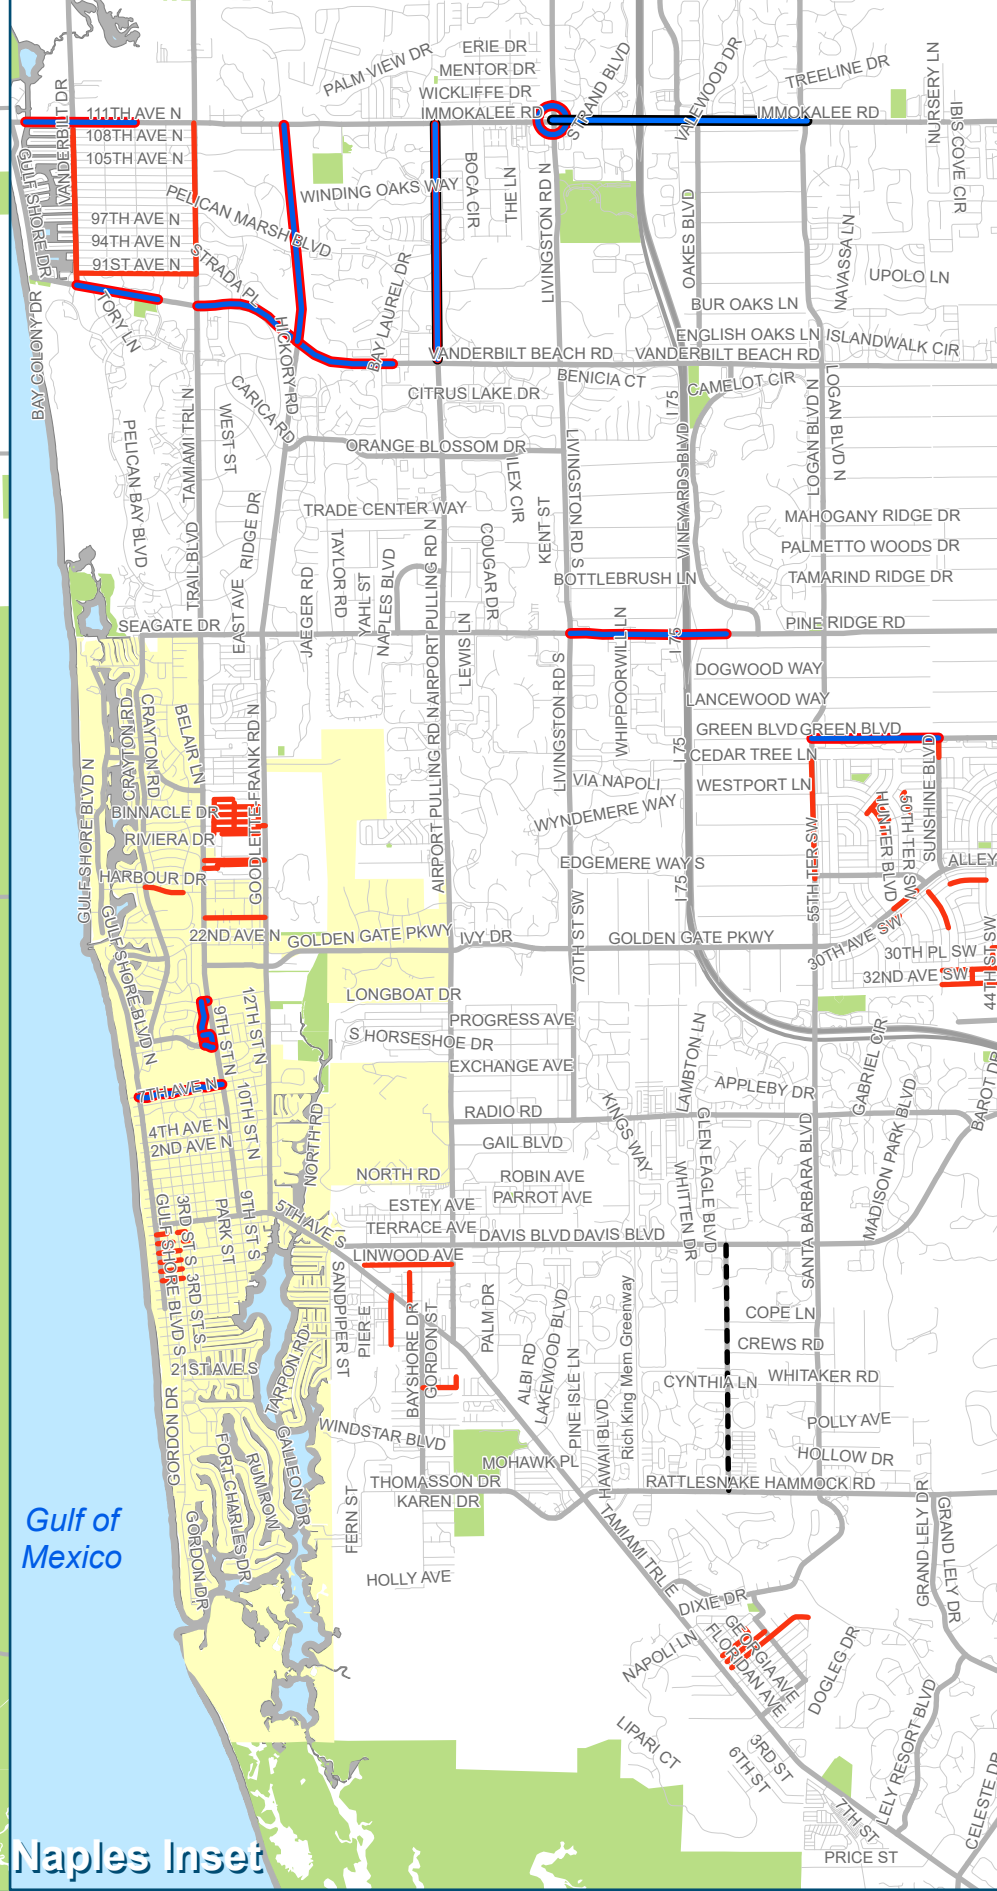 ERIE DR
PALM VIEW DR
MENTOR DR
WICKLIFFE DR
STRAND BLVD
VALEWOOD DR
TREELINE DR
NURSERY LN
IBIS COVE CIR
111TH AVE N
IMMOKALEE RD
IMMOKALEE RD
VANDERBILT DR
108TH AVE N
105TH AVE N
GULF SHORE DR
PELICAN MARSH BLVD
WINDING OAKS WAY
BOCA CIR
THE LN
LIVINGSTON RD N
OAKES BLVD
NAVASSA LN
97TH AVE N
94TH AVE N
91ST AVE N
STRADA PL
UPOLO LN
BAY COLONY DR
TORY LN
HICKORY RD
BAY LAUREL DR
BUR OAKS LN
ENGLISH OAKS LN
ISLANDWALK CIR
VANDERBILT BEACH RD
VANDERBILT BEACH RD
BENICIA CT
CAMELOT CIR
CITRUS LAKE DR
CARICA RD
WEST ST
TAMIAMI TRL N
PELICAN BAY BLVD
I 75
LOGAN BLVD N
LOGAN BLVD N
ORANGE BLOSSOM DR
ILEX CIR
LIVINGSTON RD S
VINEYARDS BLVD
KENT ST
TRADE CENTER WAY
MAHOGANY RIDGE DR
PALMETTO WOODS DR
TAMARIND RIDGE DR
RIDGE DR
TRAIL BLVD
EAST AVE
JAEGER RD
TAYLOR RD
YAHL ST
NAPLES BLVD
AIRPORT PULLING RD N
COUGAR DR
LEWIS LN
BOTTLEBRUSH LN
WHIPPOORWILL LN
SEAGATE DR
I 75
PINE RIDGE RD
DOGWOOD WAY
LANCEWOOD WAY
GREEN BLVD
GREEN BLVD
CRAYTON RD
CRAYTON RD
BELAIR LN
GOODLETTE-FRANK RD N
AIRPORT PULLING RD N
LIVINGSTON RD S
I 75
CEDAR TREE LN
WESTPORT LN
SUNSHINE BLVD
VIA NAPOLI
WYNDEMERE WAY
GULF SHORE BLVD N
BINNACLE DR
RIVIERA DR
HARBOUR DR
EDGEMERE WAY S
I 75
55TH TER SW
HUNTER BLVD
50TH TER SW
ALLEY
22ND AVE N
GOLDEN GATE PKWY
IVY DR
70TH ST SW
GOLDEN GATE PKWY
30TH AVE SW
30TH PL SW
32ND AVE SW
44TH ST SW
GULF SHORE BLVD N
9TH ST N
12TH ST N
LONGBOAT DR
S HORSESHOE DR
PROGRESS AVE
EXCHANGE AVE
LAMBTON LN
APPLEBY DR
GABRIEL CIR
BAROT DR
7TH AVE N
10TH ST N
4TH AVE N
2ND AVE N
NORTH RD
RADIO RD
GAIL BLVD
KINGS WAY
WHITTEN DR
GLEN EAGLE BLVD
SANTA BARBARA BLVD
MADISON PARK BLVD
NORTH RD
ROBIN AVE
PARROT AVE
ESTEY AVE
TERRACE AVE
DAVIS BLVD
DAVIS BLVD
GULF SHORE BLVD S
3RD ST S
3RD ST S
PARK ST
9TH ST S
5TH AVE S
LINWOOD AVE
SANDPIPER ST
PIER E
BAYSHORE DR
GORDON ST
PALM DR
ALBI RD
LAKEWOOD BLVD
PINE ISLE LN
HAWAII BLVD
Rich King Mem Greenway
COPE LN
CREWS RD
CYNTHIA LN
WHITAKER RD
POLLY AVE
HOLLOW DR
21ST AVE S
TARPON RD
GORDON DR
GALLEON DR
WINDSTAR BLVD
FORT CHARLES DR
RUM ROW
MOHAWK PL
THOMASSON DR
KAREN DR
RATTLESNAKE HAMMOCK RD
FERN ST
TAMIAMI TRL E
GRAND LELY DR
GRAND LELY DR
Gulf of
Mexico
GORDON DR
HOLLY AVE
DIXIE DR
GEORGIA AVE
FLORIDAN AVE
NAPOLI LN
DOGLEG DR
LIPARI CT
3RD ST
6TH ST
LELY RESORT BLVD
7TH ST
CELESTE DR
PRICE ST
Naples Inset